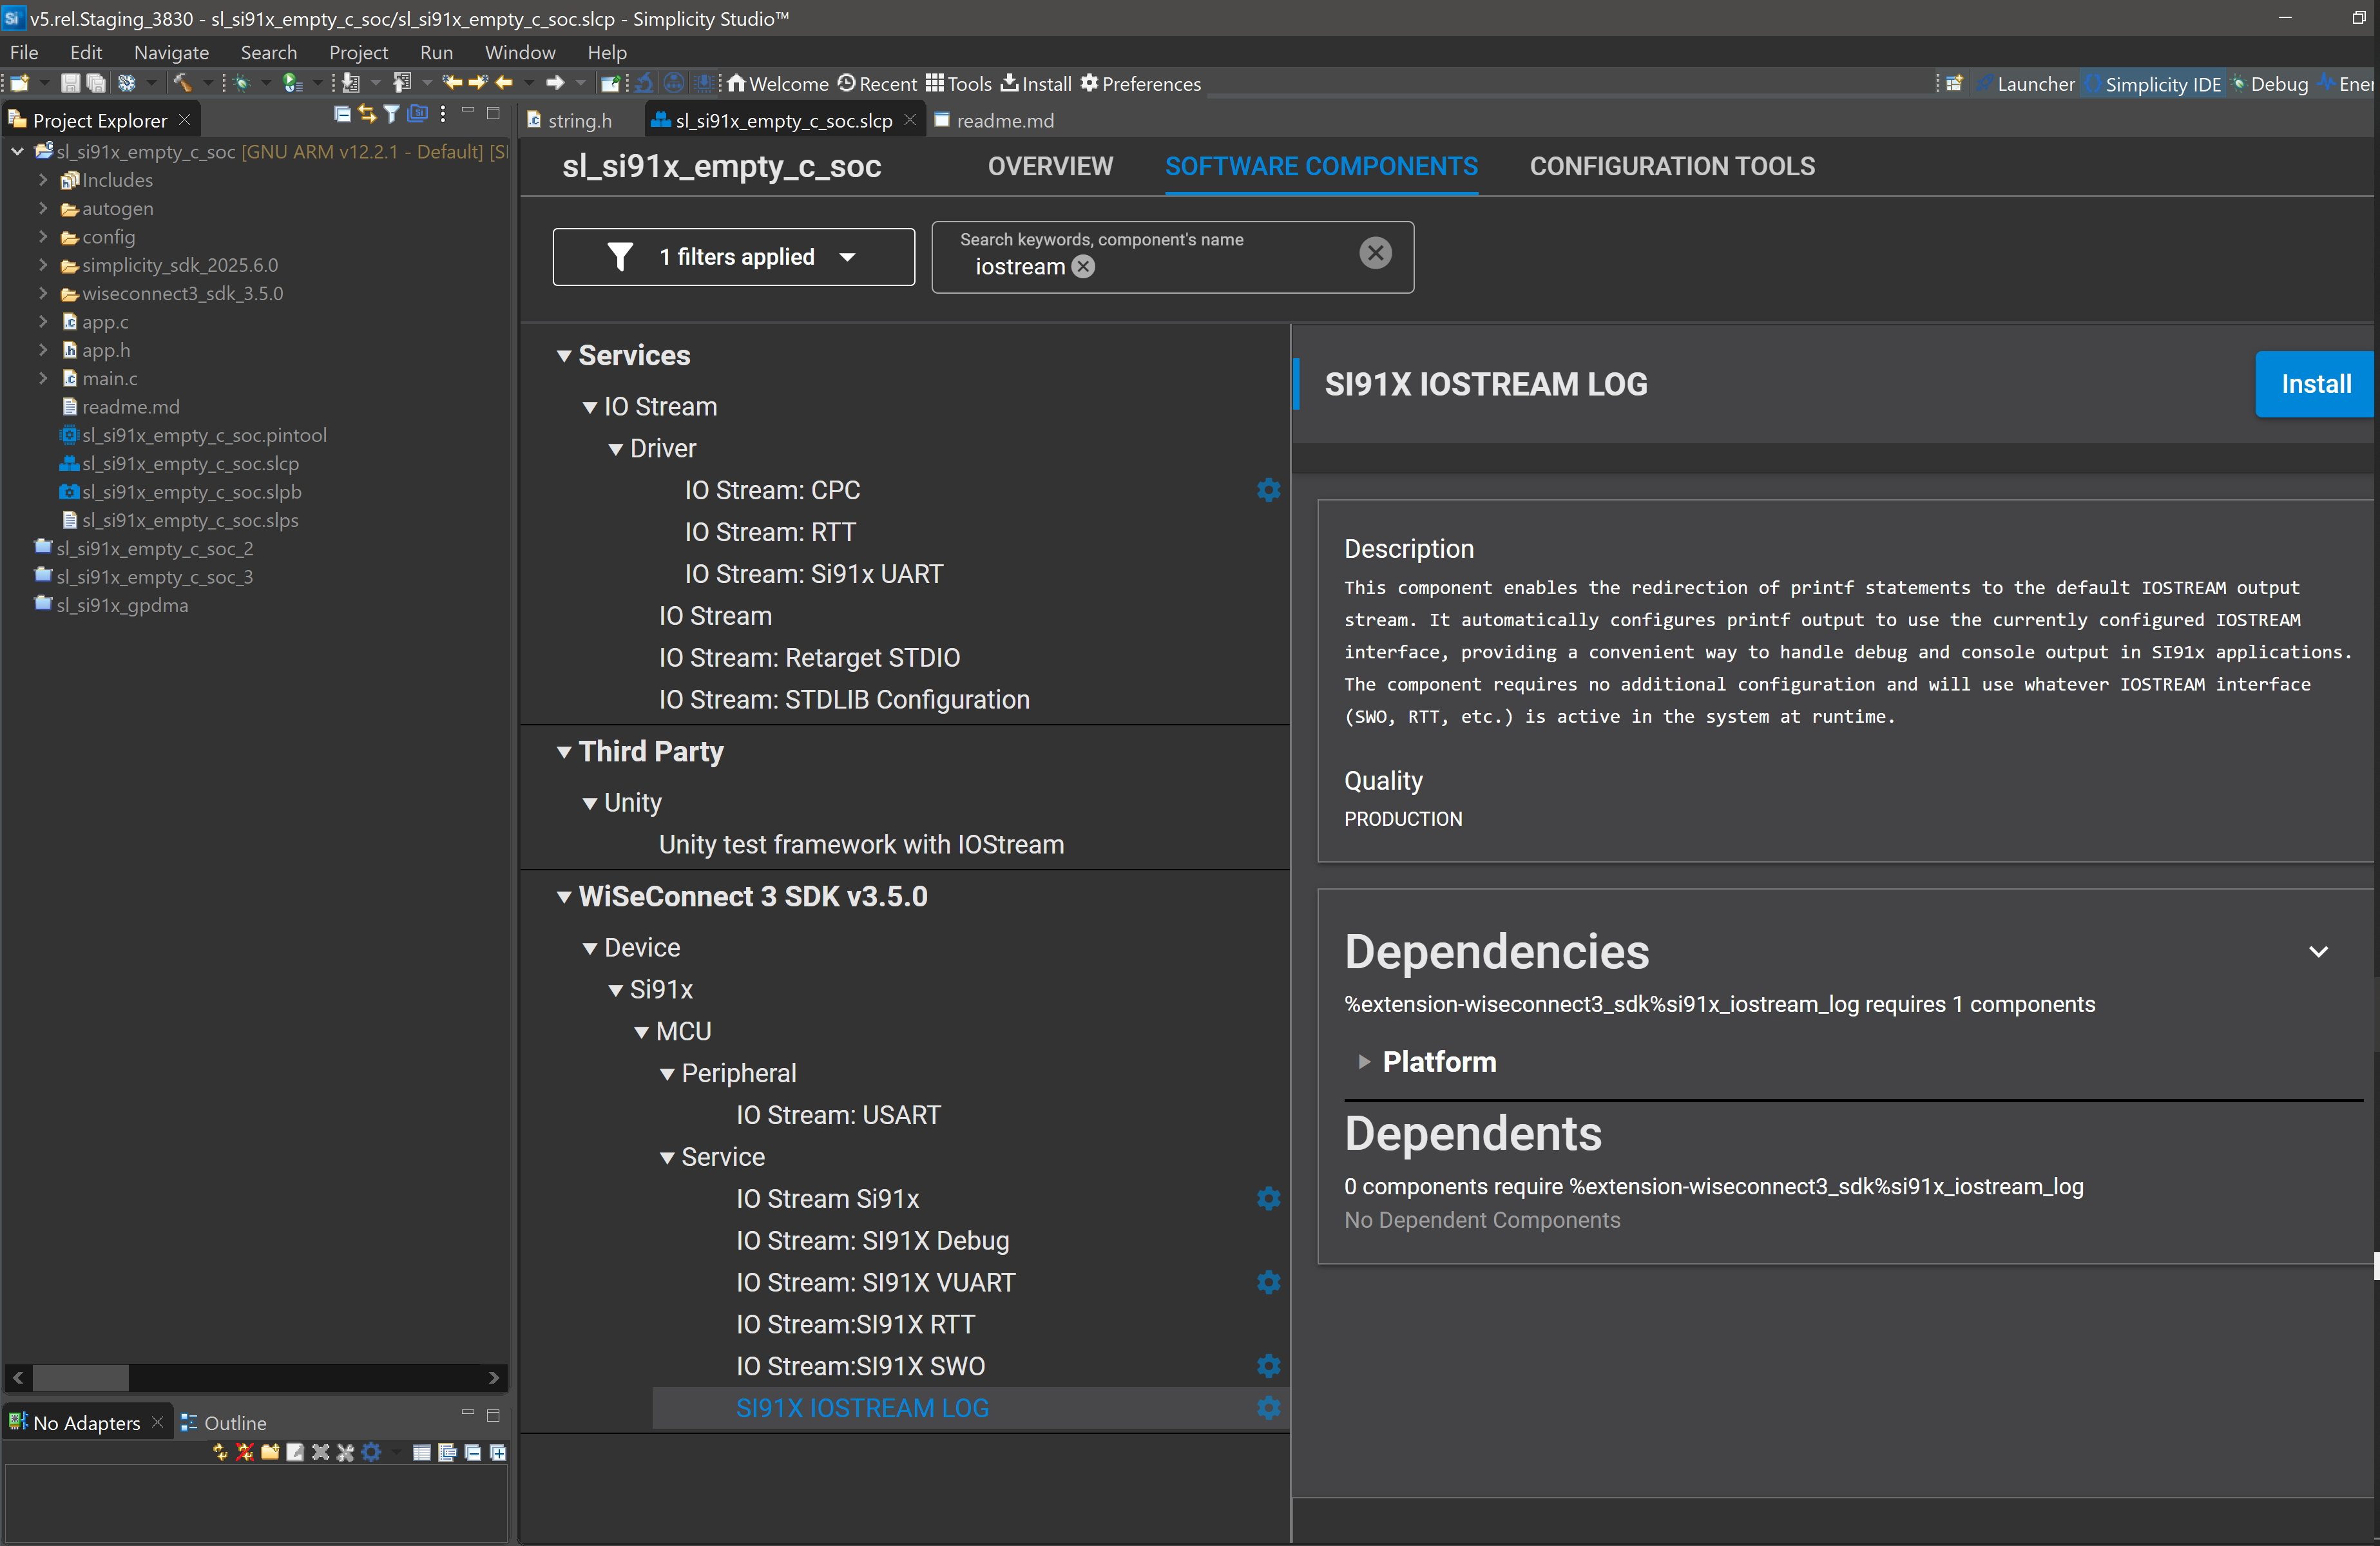 v5.rel.Staging_3830 - sl_si91x_empty_c_soc/sl_si91x_empty_c_soc.slcp - Simplicity Studio™
File Edit Navigate Search Project Run Window Help
Welcome Recent Tools Install Preferences Launcher Simplicity IDE Debug Ener
Project Explorer
sl_si91x_empty_c_soc [GNU ARM v12.2.1 - Default] [SI
Includes
autogen
config
simplicity_sdk_2025.6.0
wiseconnect3_sdk_3.5.0
app.c
app.h
main.c
readme.md
sl_si91x_empty_c_soc.pintool
sl_si91x_empty_c_soc.slcp
sl_si91x_empty_c_soc.slpb
sl_si91x_empty_c_soc.slps
sl_si91x_empty_c_soc_2
sl_si91x_empty_c_soc_3
sl_si91x_gpdma
No Adapters Outline
string.h sl_si91x_empty_c_soc.slcp readme.md
sl_si91x_empty_c_soc OVERVIEW SOFTWARE COMPONENTS CONFIGURATION TOOLS
1 filters applied
Search keywords, component's name
iostream
Services
IO Stream
Driver
IO Stream: CPC
IO Stream: RTT
IO Stream: Si91x UART
IO Stream
IO Stream: Retarget STDIO
IO Stream: STDLIB Configuration
Third Party
Unity
Unity test framework with IOStream
WiSeConnect 3 SDK v3.5.0
Device
Si91x
MCU
Peripheral
IO Stream: USART
Service
IO Stream Si91x
IO Stream: SI91X Debug
IO Stream: SI91X VUART
IO Stream:SI91X RTT
IO Stream:SI91X SWO
SI91X IOSTREAM LOG
SI91X IOSTREAM LOG
Install
Description
This component enables the redirection of printf statements to the default IOSTREAM output
stream. It automatically configures printf output to use the currently configured IOSTREAM
interface, providing a convenient way to handle debug and console output in SI91x applications.
The component requires no additional configuration and will use whatever IOSTREAM interface
(SWO, RTT, etc.) is active in the system at runtime.
Quality
PRODUCTION
Dependencies
%extension-wiseconnect3_sdk%si91x_iostream_log requires 1 components
Platform
Dependents
0 components require %extension-wiseconnect3_sdk%si91x_iostream_log
No Dependent Components